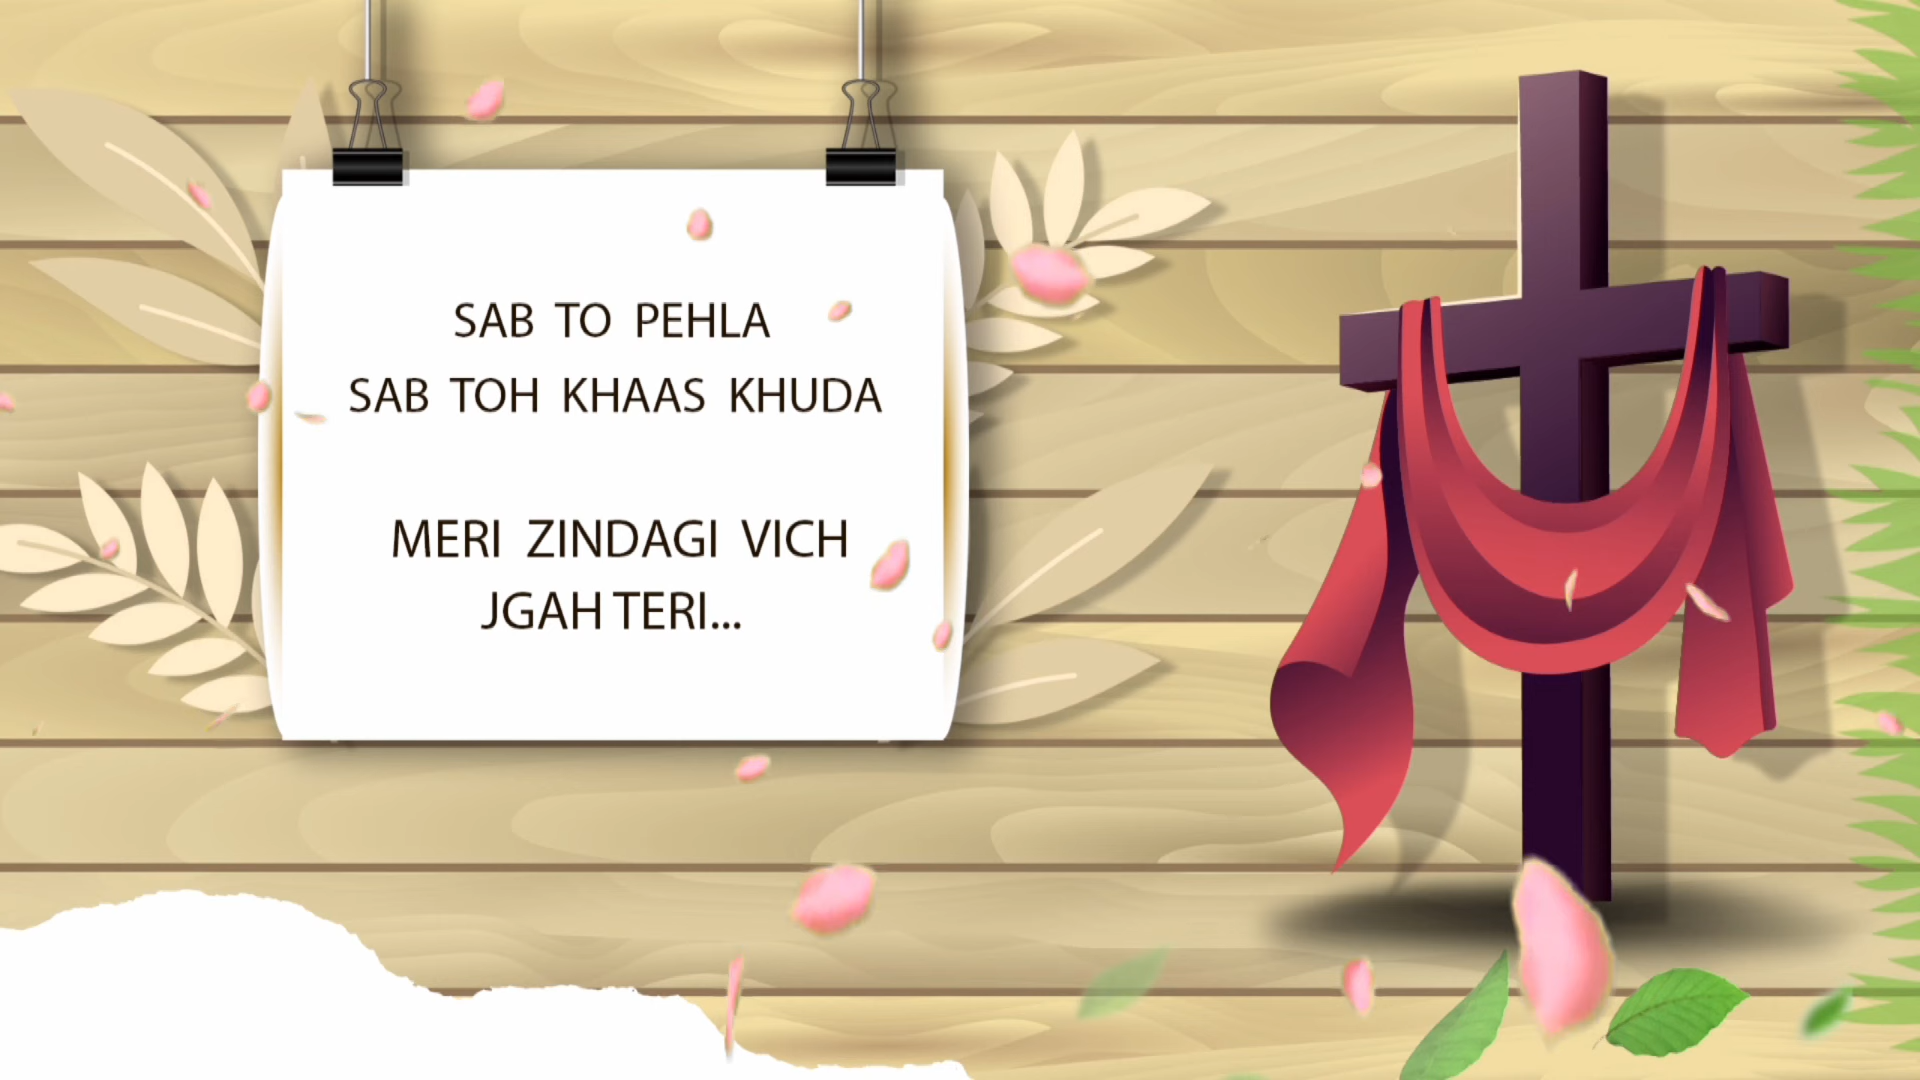 SAB TO PEHLA
SAB TOH KHAAS KHUDA
MERI ZINDAGI VICH
JGAH TERI...